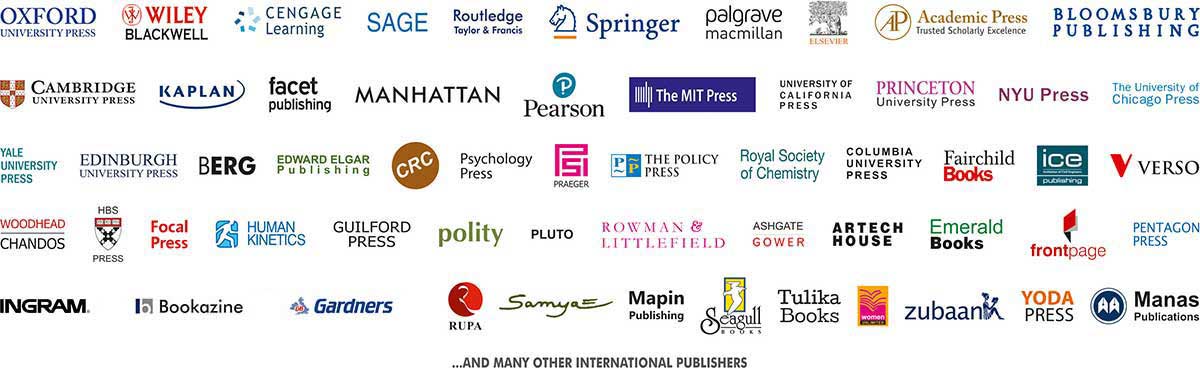 OXFORD
UNIVERSITY PRESS
WILEY
BLACKWELL
CENGAGE
Learning
SAGE
Routledge
Taylor & Francis
Springer
palgrave
macmillan
ELSEVIER
AP
Academic Press
Trusted Scholarly Excelence
BLOOMSBURY
PUBLISHING
CAMBRIDGE
UNIVERSITY PRESS
KAPLAN
facet
publishing
MANHATTAN
P
Pearson
The MIT Press
UNIVERSITY OF
CALIFORNIA
PRESS
PRINCETON
University Press
NYU Press
The University of
Chicago Press
YALE
UNIVERSITY
PRESS
EDINBURGH
UNIVERSITY PRESS
BERG
EDWARD ELGAR
Publishing
CRC
Psychology
Press
PRAEGER
P P
THE POLICY
PRESS
Royal Society
of Chemistry
COLUMBIA
UNIVERSITY
PRESS
Fairchild
Books
ice
publishing
VERSO
WOODHEAD
CHANDOS
HBS
PRESS
Focal
Press
HUMAN
KINETICS
GUILFORD
PRESS
polity
PLUTO
ROWMAN &
LITTLEFIELD
ASHGATE
GOWER
ARTECH
HOUSE
Emerald
Books
frontpage
PENTAGON
PRESS
INGRAM®
b Bookazine
Gardners
RUPA
Samya
Mapin
Publishing
Seagull
BOOKS
Tulika
Books
women
UNLIMITED
zubaan
YODA
PRESS
Manas
Publications
...AND MANY OTHER INTERNATIONAL PUBLISHERS